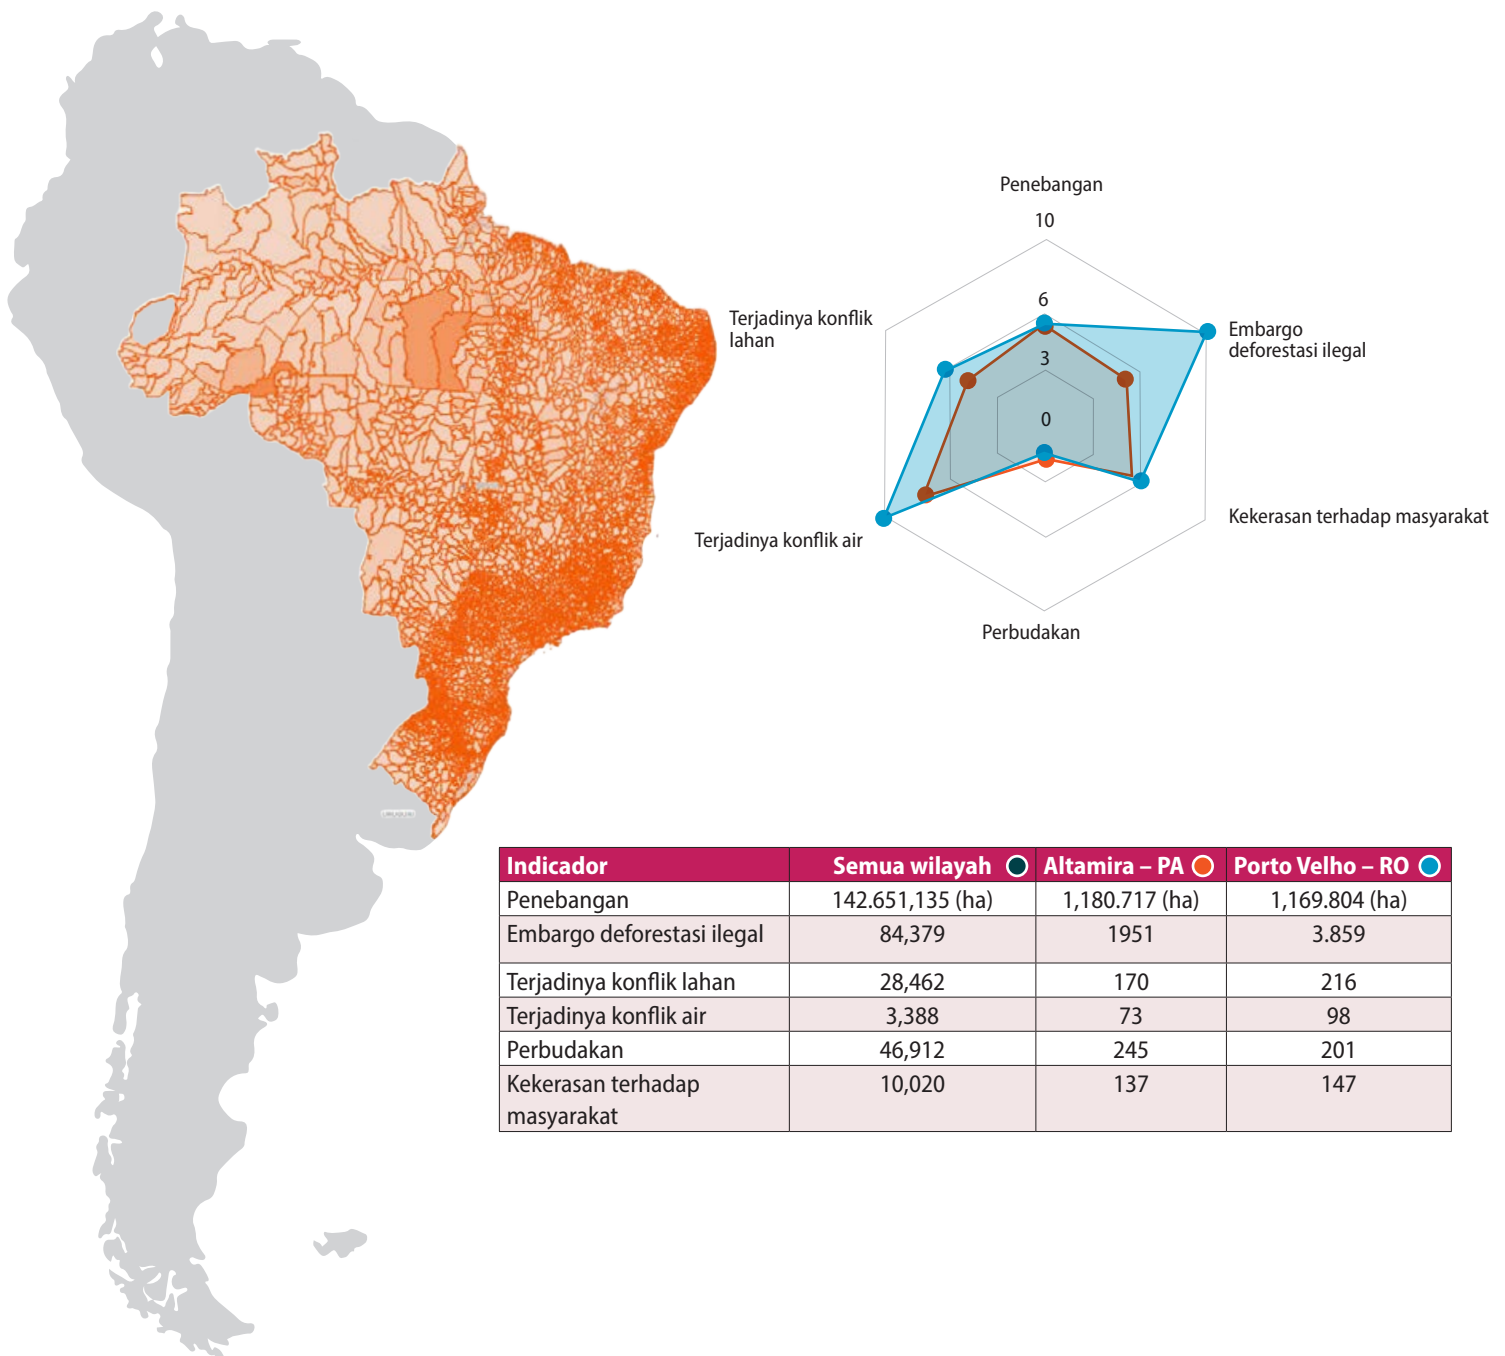 Penebangan
10
6
3
0
Terjadinya konflik
lahan
Embargo
deforestasi ilegal
Terjadinya konflik air
Kekerasan terhadap masyarakat
Perbudakan
Indicador Semua wilayah Altamira – PA Porto Velho – RO
Penebangan 142.651,135 (ha) 1,180.717 (ha) 1,169.804 (ha)
Embargo deforestasi ilegal 84,379 1951 3.859
Terjadinya konflik lahan 28,462 170 216
Terjadinya konflik air 3,388 73 98
Perbudakan 46,912 245 201
Kekerasan terhadap 10,020 137 147
masyarakat